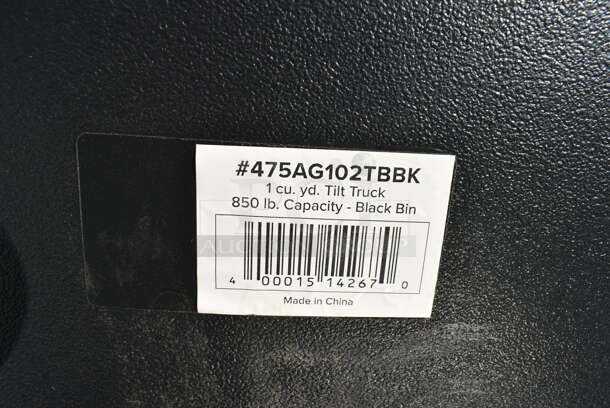 #475AG102TBBK
1 cu. yd. Tilt Truck
850 lb. Capacity - Black Bin
4 00015 14267 0
Made in China